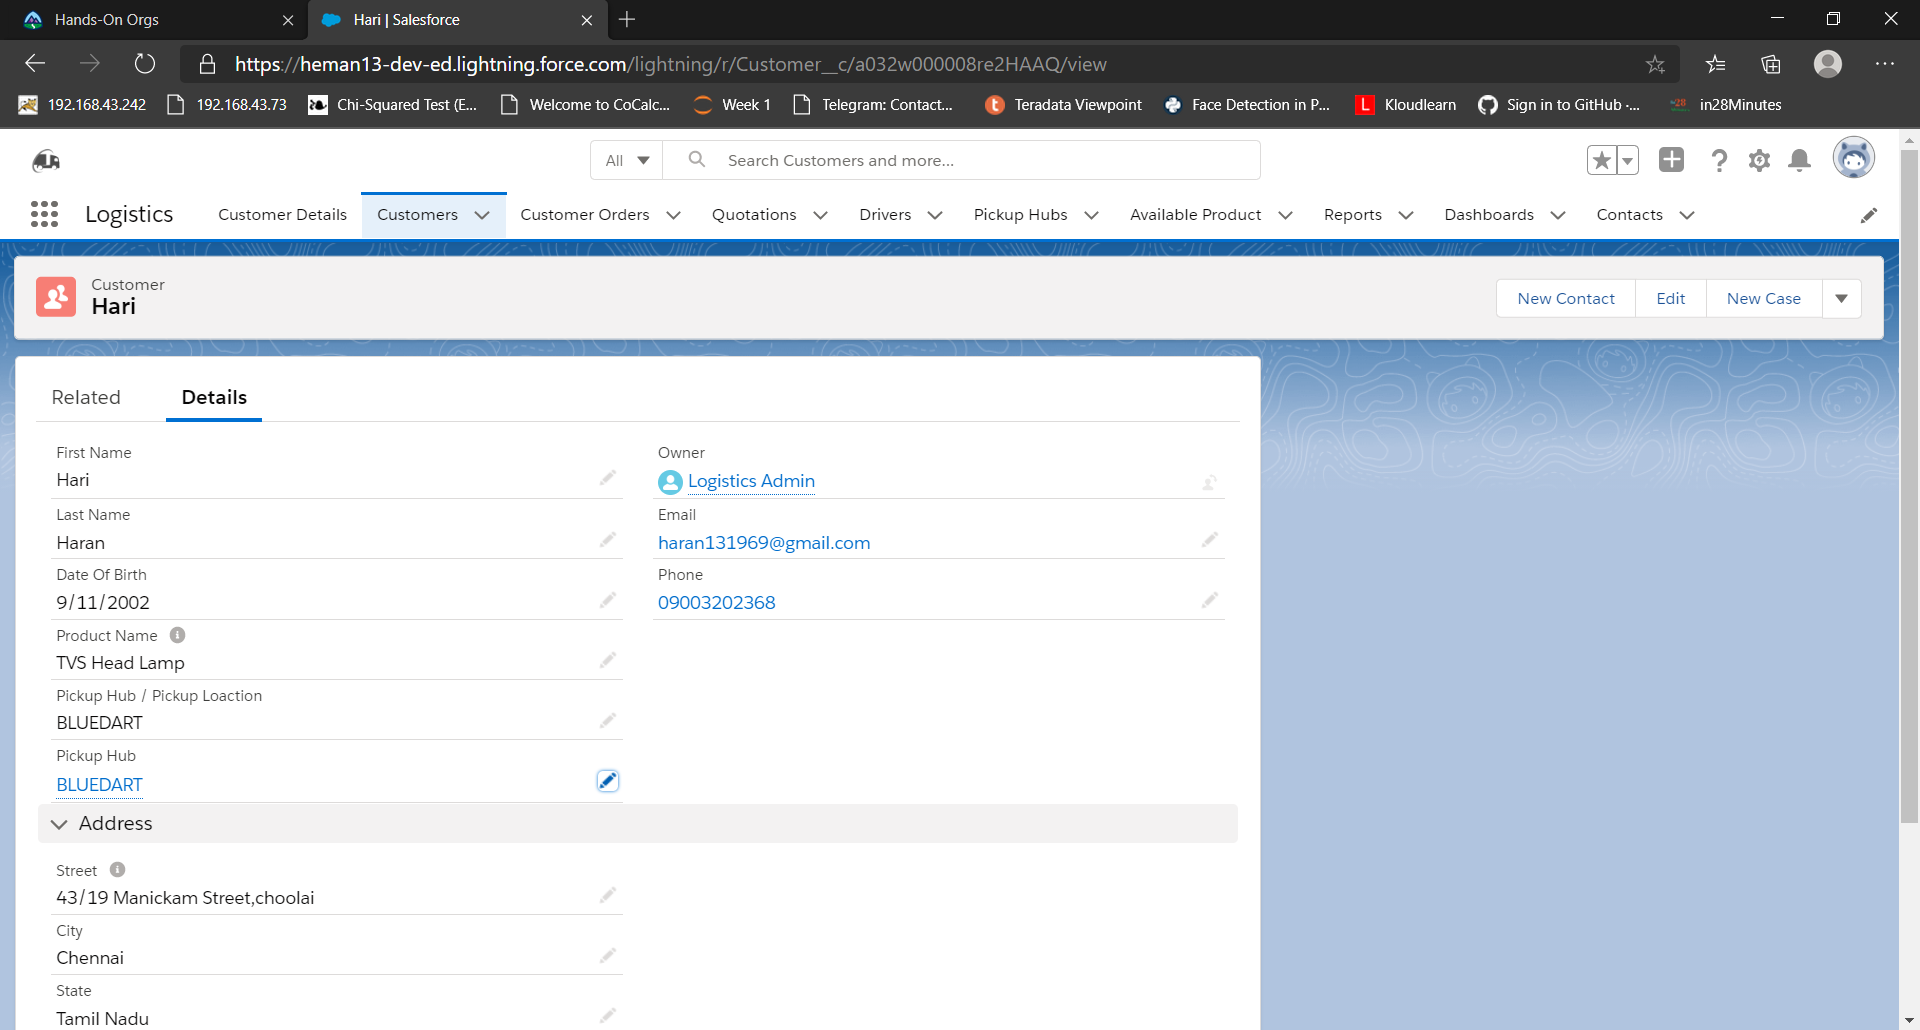 Hands-On Orgs
Hari | Salesforce
https://heman13-dev-ed.lightning.force.com/lightning/r/Customer__c/a032w000008re2HAAQ/view
192.168.43.242 192.168.43.73 Chi-Squared Test (E... Welcome to CoCalc... Week 1 Telegram: Contact... Teradata Viewpoint Face Detection in P... L Kloudlearn Sign in to GitHub ·... in28Minutes
All Search Customers and more...
Logistics Customer Details Customers Customer Orders Quotations Drivers Pickup Hubs Available Product Reports Dashboards Contacts
Customer
Hari
New Contact Edit New Case
Related Details
First Name
Hari
Owner
Logistics Admin
Last Name
Haran
Email
haran131969@gmail.com
Date Of Birth
9/11/2002
Phone
09003202368
Product Name
TVS Head Lamp
Pickup Hub / Pickup Loaction
BLUEDART
Pickup Hub
BLUEDART
Address
Street
43/19 Manickam Street,choolai
City
Chennai
State
Tamil Nadu